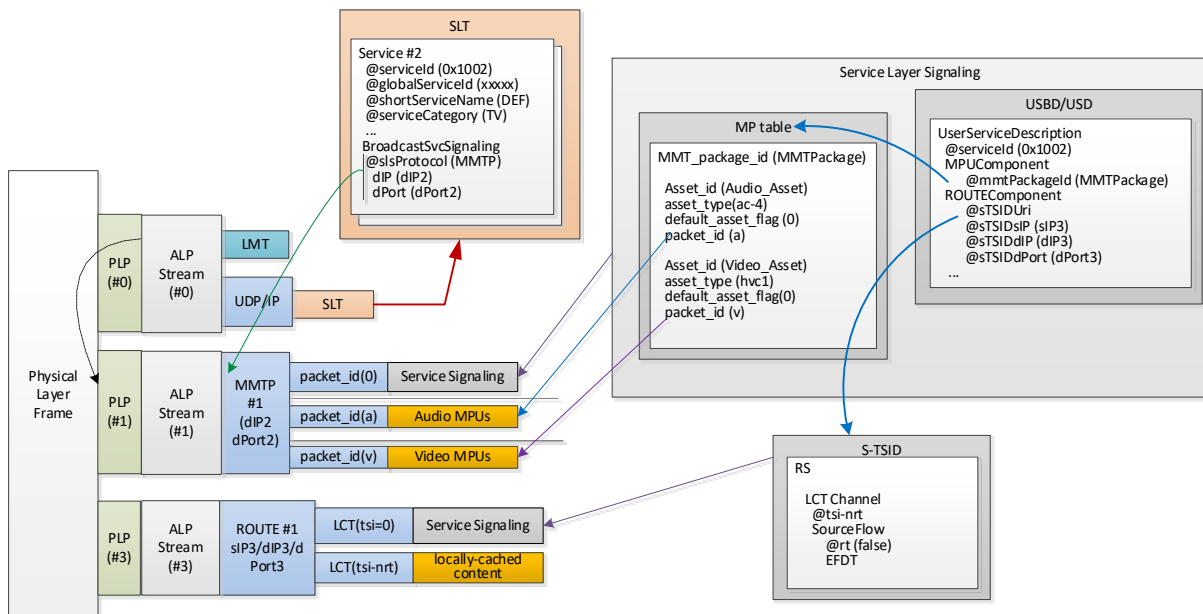 SLT
Service #2
@serviceId (0x1002)
@globalServiceId (xxxxx)
@shortServiceName (DEF)
@serviceCategory (TV)
...
BroadcastSvcSignaling
@slsProtocol (MMTP)
dIP (dIP2)
dPort (dPort2)
Service Layer Signaling
MP table
MMT_package_id (MMTPackage)
Asset_id (Audio_Asset)
asset_type(ac-4)
default_asset_flag (0)
packet_id (a)
Asset_id (Video_Asset)
asset_type (hvc1)
default_asset_flag(0)
packet_id (v)
USBD/USD
UserServiceDescription
@serviceId (0x1002)
MPUComponent
@mmtPackageId (MMTPackage)
ROUTEComponent
@sTSIDUri
@sTSIDsIP (sIP3)
@sTSIDdIP (dIP3)
@sTSIDdPort (dPort3)
...
Physical
Layer
Frame
PLP
(#0)
ALP
Stream
(#0)
LMT
UDP/IP
SLT
PLP
(#1)
ALP
Stream
(#1)
MMTP
#1
(dIP2
dPort2)
packet_id(0)
Service Signaling
packet_id(a)
Audio MPUs
packet_id(v)
Video MPUs
PLP
(#3)
ALP
Stream
(#3)
ROUTE #1
sIP3/dIP3/d
Port3
LCT(tsi=0)
Service Signaling
LCT(tsi-nrt)
locally-cached
content
S-TSID
RS
LCT Channel
@tsi-nrt
SourceFlow
@rt (false)
EFDT